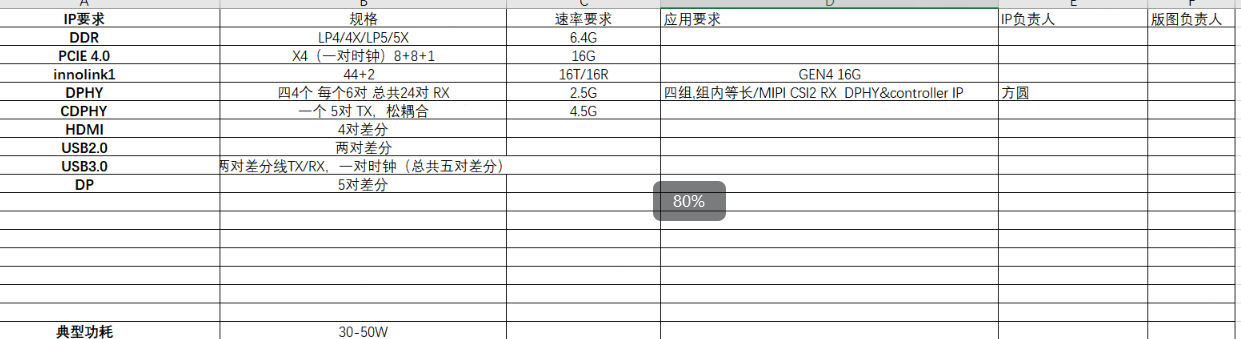 A B C D E F
IP要求 规格 速率要求 应用要求 IP负责人 版图负责人
DDR LP4/4X/LP5/5X 6.4G
PCIE 4.0 X4（一对时钟）8+8+1 16G
innolink1 44+2 16T/16R GEN4 16G
DPHY 四4个 每个6对 总共24对 RX 2.5G 四组,组内等长/MIPI CSI2 RX DPHY&controller IP 方圆
CDPHY 一个 5对 TX，松耦合 4.5G
HDMI 4对差分
USB2.0 两对差分
USB3.0 两对差分线TX/RX，一对时钟（总共五对差分）
DP 5对差分
80%
典型功耗 30-50W